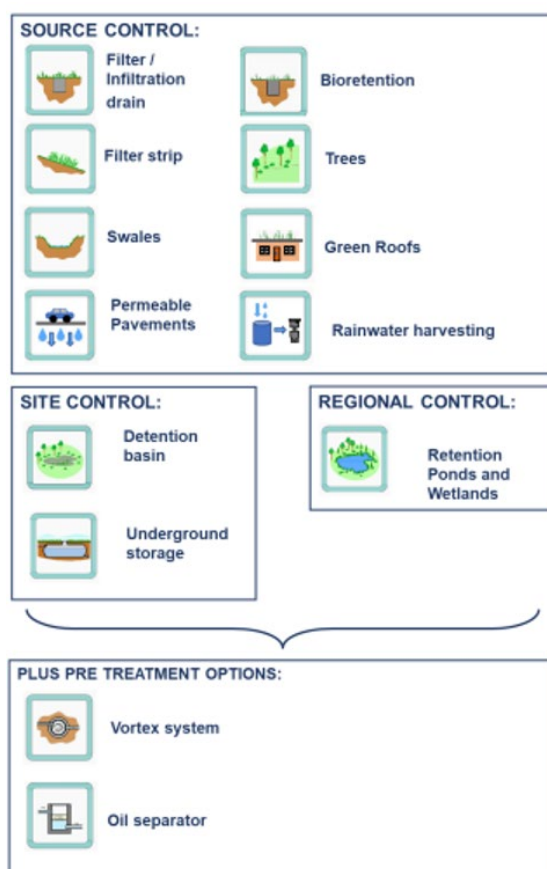 SOURCE CONTROL:
Filter /
Infiltration
drain
Bioretention
Filter strip
Trees
Swales
Green Roofs
Permeable
Pavements
Rainwater harvesting
SITE CONTROL:
Detention
basin
Underground
storage
REGIONAL CONTROL:
Retention
Ponds and
Wetlands
PLUS PRE TREATMENT OPTIONS:
Vortex system
Oil separator